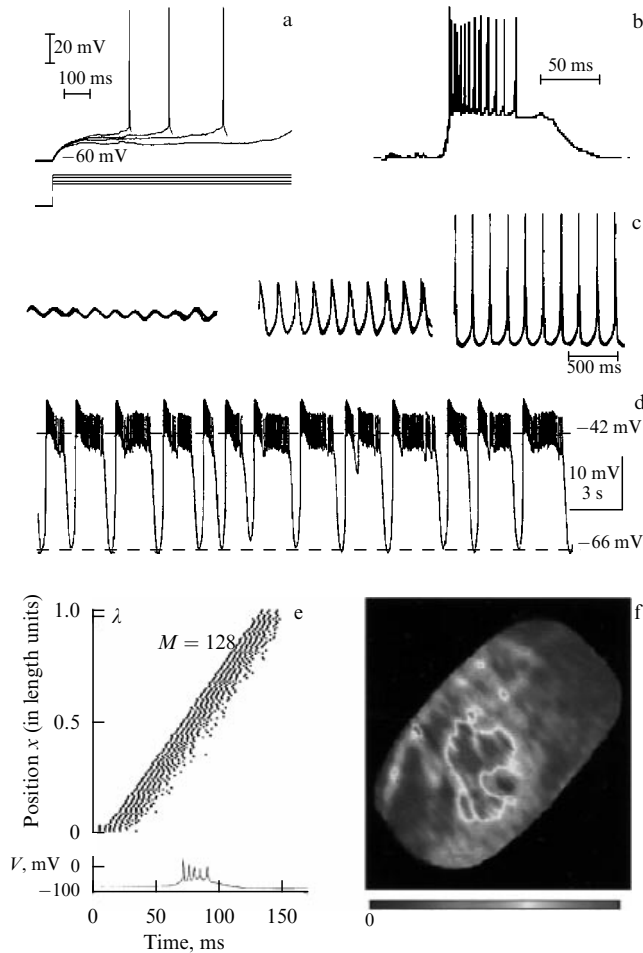 a
20 mV
100 ms
−60 mV
b
50 ms
c
500 ms
d
−42 mV
10 mV
3 s
−66 mV
e
1.0
λ
M = 128
0.5
0
Position x (in length units)
V, mV
0
−100
0
50
100
150
Time, ms
f
0